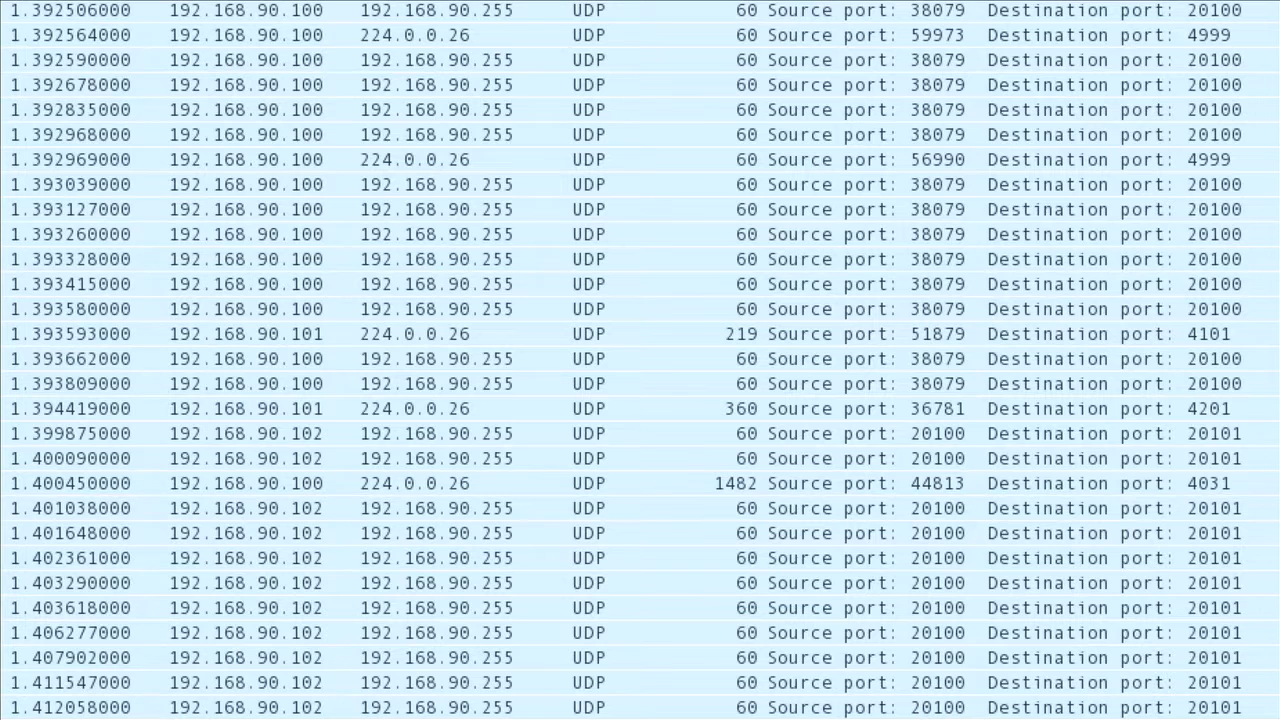 1.392506000 192.168.90.100 192.168.90.255 UDP 60 Source port: 38079 Destination port: 20100
1.392564000 192.168.90.100 224.0.0.26 UDP 60 Source port: 59973 Destination port: 4999
1.392590000 192.168.90.100 192.168.90.255 UDP 60 Source port: 38079 Destination port: 20100
1.392678000 192.168.90.100 192.168.90.255 UDP 60 Source port: 38079 Destination port: 20100
1.392835000 192.168.90.100 192.168.90.255 UDP 60 Source port: 38079 Destination port: 20100
1.392968000 192.168.90.100 192.168.90.255 UDP 60 Source port: 38079 Destination port: 20100
1.392969000 192.168.90.100 224.0.0.26 UDP 60 Source port: 56990 Destination port: 4999
1.393039000 192.168.90.100 192.168.90.255 UDP 60 Source port: 38079 Destination port: 20100
1.393127000 192.168.90.100 192.168.90.255 UDP 60 Source port: 38079 Destination port: 20100
1.393260000 192.168.90.100 192.168.90.255 UDP 60 Source port: 38079 Destination port: 20100
1.393328000 192.168.90.100 192.168.90.255 UDP 60 Source port: 38079 Destination port: 20100
1.393415000 192.168.90.100 192.168.90.255 UDP 60 Source port: 38079 Destination port: 20100
1.393580000 192.168.90.100 192.168.90.255 UDP 60 Source port: 38079 Destination port: 20100
1.393593000 192.168.90.101 224.0.0.26 UDP 219 Source port: 51879 Destination port: 4101
1.393662000 192.168.90.100 192.168.90.255 UDP 60 Source port: 38079 Destination port: 20100
1.393809000 192.168.90.100 192.168.90.255 UDP 60 Source port: 38079 Destination port: 20100
1.394419000 192.168.90.101 224.0.0.26 UDP 360 Source port: 36781 Destination port: 4201
1.399875000 192.168.90.102 192.168.90.255 UDP 60 Source port: 20100 Destination port: 20101
1.400090000 192.168.90.102 192.168.90.255 UDP 60 Source port: 20100 Destination port: 20101
1.400450000 192.168.90.100 224.0.0.26 UDP 1482 Source port: 44813 Destination port: 4031
1.401038000 192.168.90.102 192.168.90.255 UDP 60 Source port: 20100 Destination port: 20101
1.401648000 192.168.90.102 192.168.90.255 UDP 60 Source port: 20100 Destination port: 20101
1.402361000 192.168.90.102 192.168.90.255 UDP 60 Source port: 20100 Destination port: 20101
1.403290000 192.168.90.102 192.168.90.255 UDP 60 Source port: 20100 Destination port: 20101
1.403618000 192.168.90.102 192.168.90.255 UDP 60 Source port: 20100 Destination port: 20101
1.406277000 192.168.90.102 192.168.90.255 UDP 60 Source port: 20100 Destination port: 20101
1.407902000 192.168.90.102 192.168.90.255 UDP 60 Source port: 20100 Destination port: 20101
1.411547000 192.168.90.102 192.168.90.255 UDP 60 Source port: 20100 Destination port: 20101
1.412058000 192.168.90.102 192.168.90.255 UDP 60 Source port: 20100 Destination port: 20101